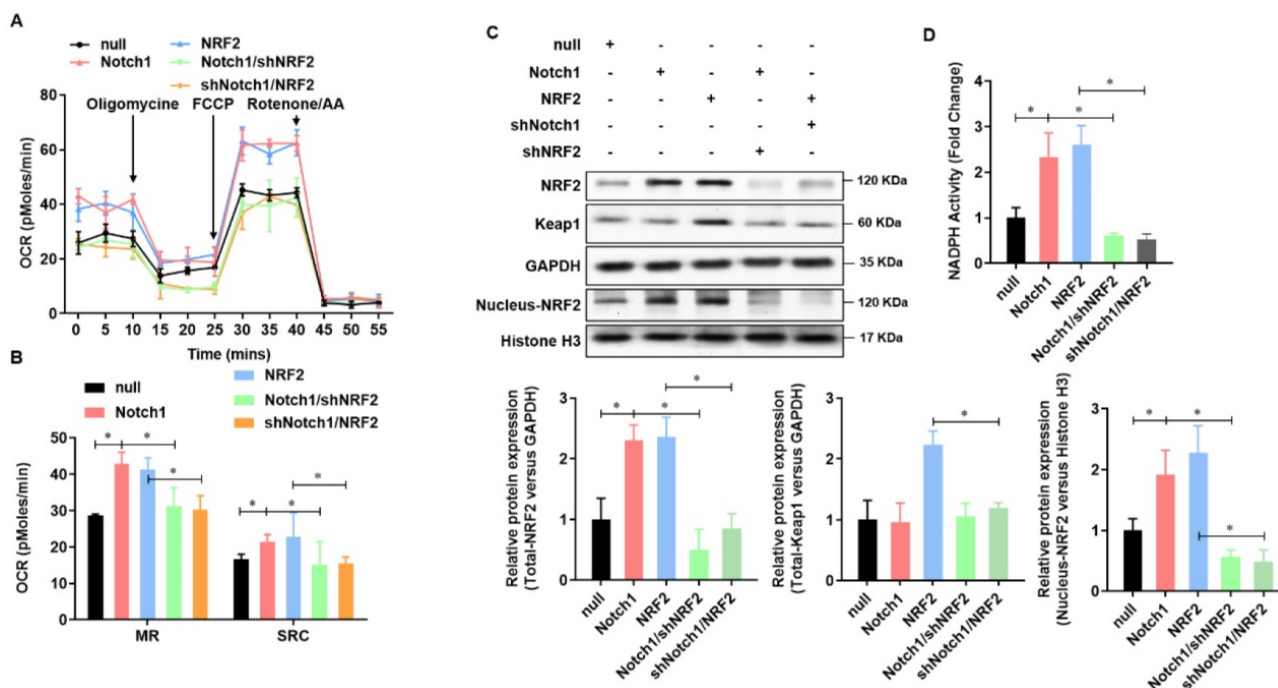 A
null
Notch1
NRF2
Notch1/shNRF2
shNotch1/NRF2
Oligomycine
FCCP
Rotenone/AA
OCR (pMoles/min)
80
60
40
20
0
0 5 10 15 20 25 30 35 40 45 50 55
Time (mins)
B
null
Notch1
NRF2
Notch1/shNRF2
shNotch1/NRF2
OCR (pMoles/min)
50
40
30
20
10
0
* * * * * *
MR SRC
C
null + - - - -
Notch1 - + - + -
NRF2 - - + - +
shNotch1 - - - - +
shNRF2 - - - + -
NRF2 120 KDa
Keap1 60 KDa
GAPDH 35 KDa
Nucleus-NRF2 120 KDa
Histone H3 17 KDa
Relative protein expression
(Total-NRF2 versus GAPDH)
3
2
1
0
* * *
null Notch1 NRF2 Notch1/shNRF2 shNotch1/NRF2
Relative protein expression
(Total-Keap1 versus GAPDH)
3
2
1
0
*
null Notch1 NRF2 Notch1/shNRF2 shNotch1/NRF2
Relative protein expression
(Nucleus-NRF2 versus Histone H3)
3
2
1
0
* * *
null Notch1 NRF2 Notch1/shNRF2 shNotch1/NRF2
D
NADPH Activity (Fold Change)
4
3
2
1
0
* * *
null Notch1 NRF2 Notch1/shNRF2 shNotch1/NRF2